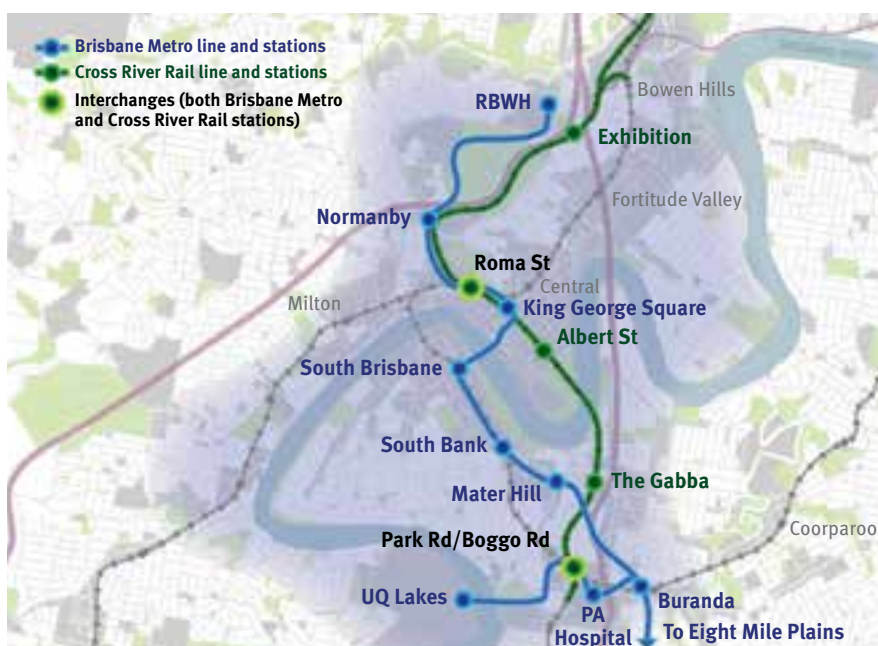 Brisbane Metro line and stations
Cross River Rail line and stations
Interchanges (both Brisbane Metro
and Cross River Rail stations)
RBWH
Bowen Hills
Exhibition
Fortitude Valley
Normanby
Roma St
Central
Milton
King George Square
Albert St
South Brisbane
South Bank
The Gabba
Mater Hill
Coorparoo
Park Rd/Boggo Rd
UQ Lakes
Buranda
PA
Hospital
To Eight Mile Plains